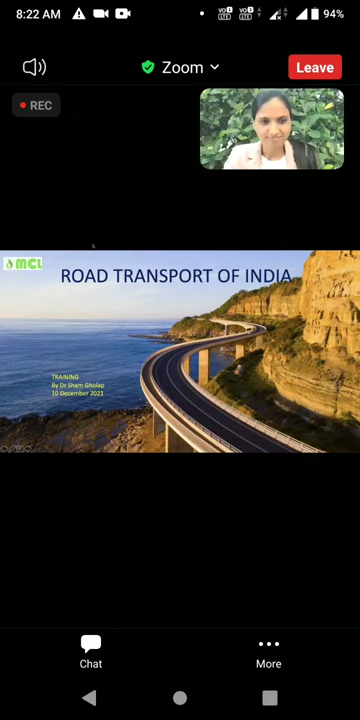 8:22 AM
94%
Zoom
Leave
REC
MCL
ROAD TRANSPORT OF INDIA
TRAINING
By Dr Sham Gholap
10 December 2021
Chat
More